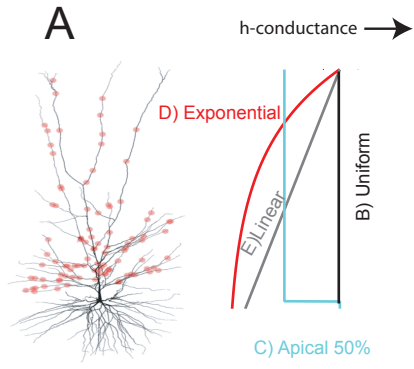 A
h-conductance
D) Exponential
E)Linear
B) Uniform
C) Apical 50%